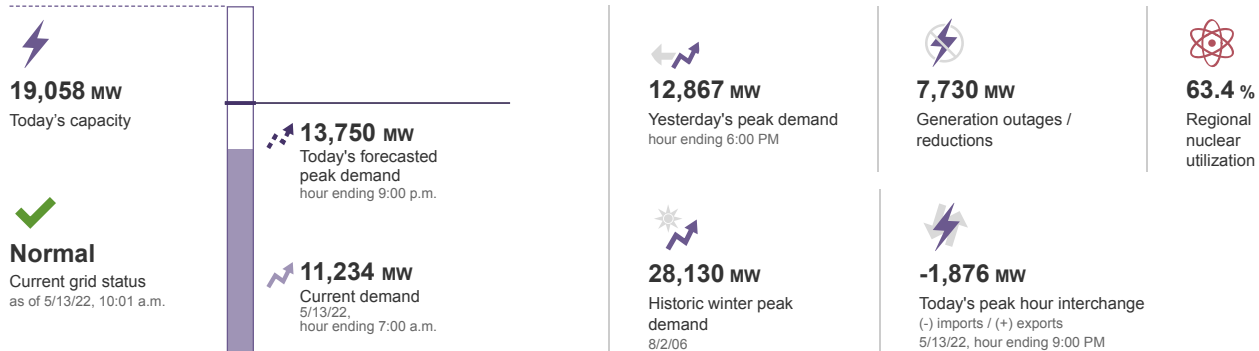 19,058 MW
Today's capacity
Normal
Current grid status
as of 5/13/22, 10:01 a.m.
13,750 MW
Today's forecasted
peak demand
hour ending 9:00 p.m.
11,234 MW
Current demand
5/13/22,
hour ending 7:00 a.m.
12,867 MW
Yesterday's peak demand
hour ending 6:00 PM
7,730 MW
Generation outages /
reductions
63.4 %
Regional
nuclear
utilization
28,130 MW
Historic winter peak
demand
8/2/06
-1,876 MW
Today's peak hour interchange
(-) imports / (+) exports
5/13/22, hour ending 9:00 PM